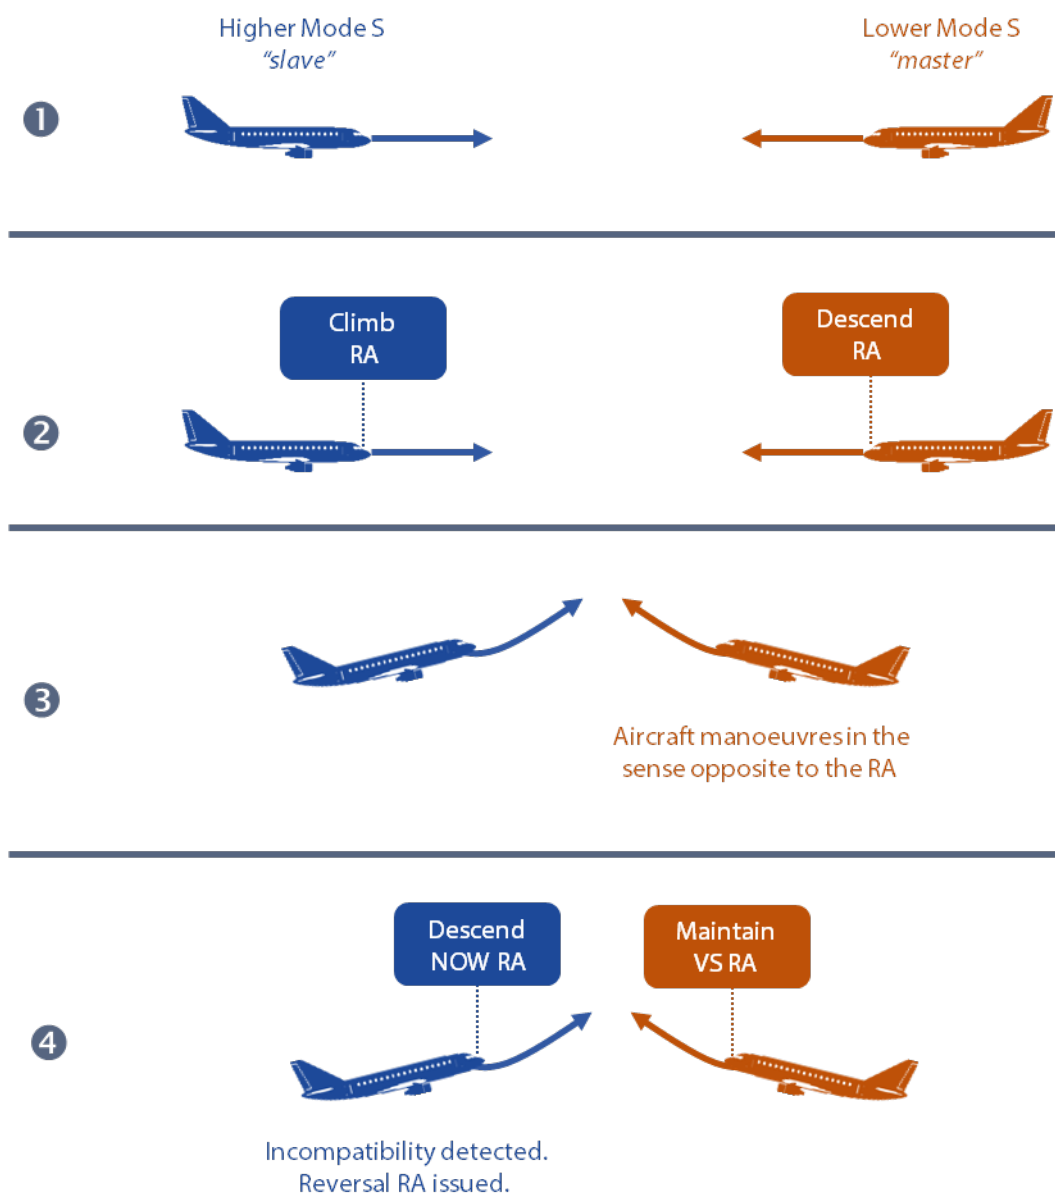 Higher Mode S
"slave"
Lower Mode S
"master"
1
2
Climb
RA
Descend
RA
3
Aircraft manoeuvres in the
sense opposite to the RA
4
Descend
NOW RA
Maintain
VS RA
Incompatibility detected.
Reversal RA issued.